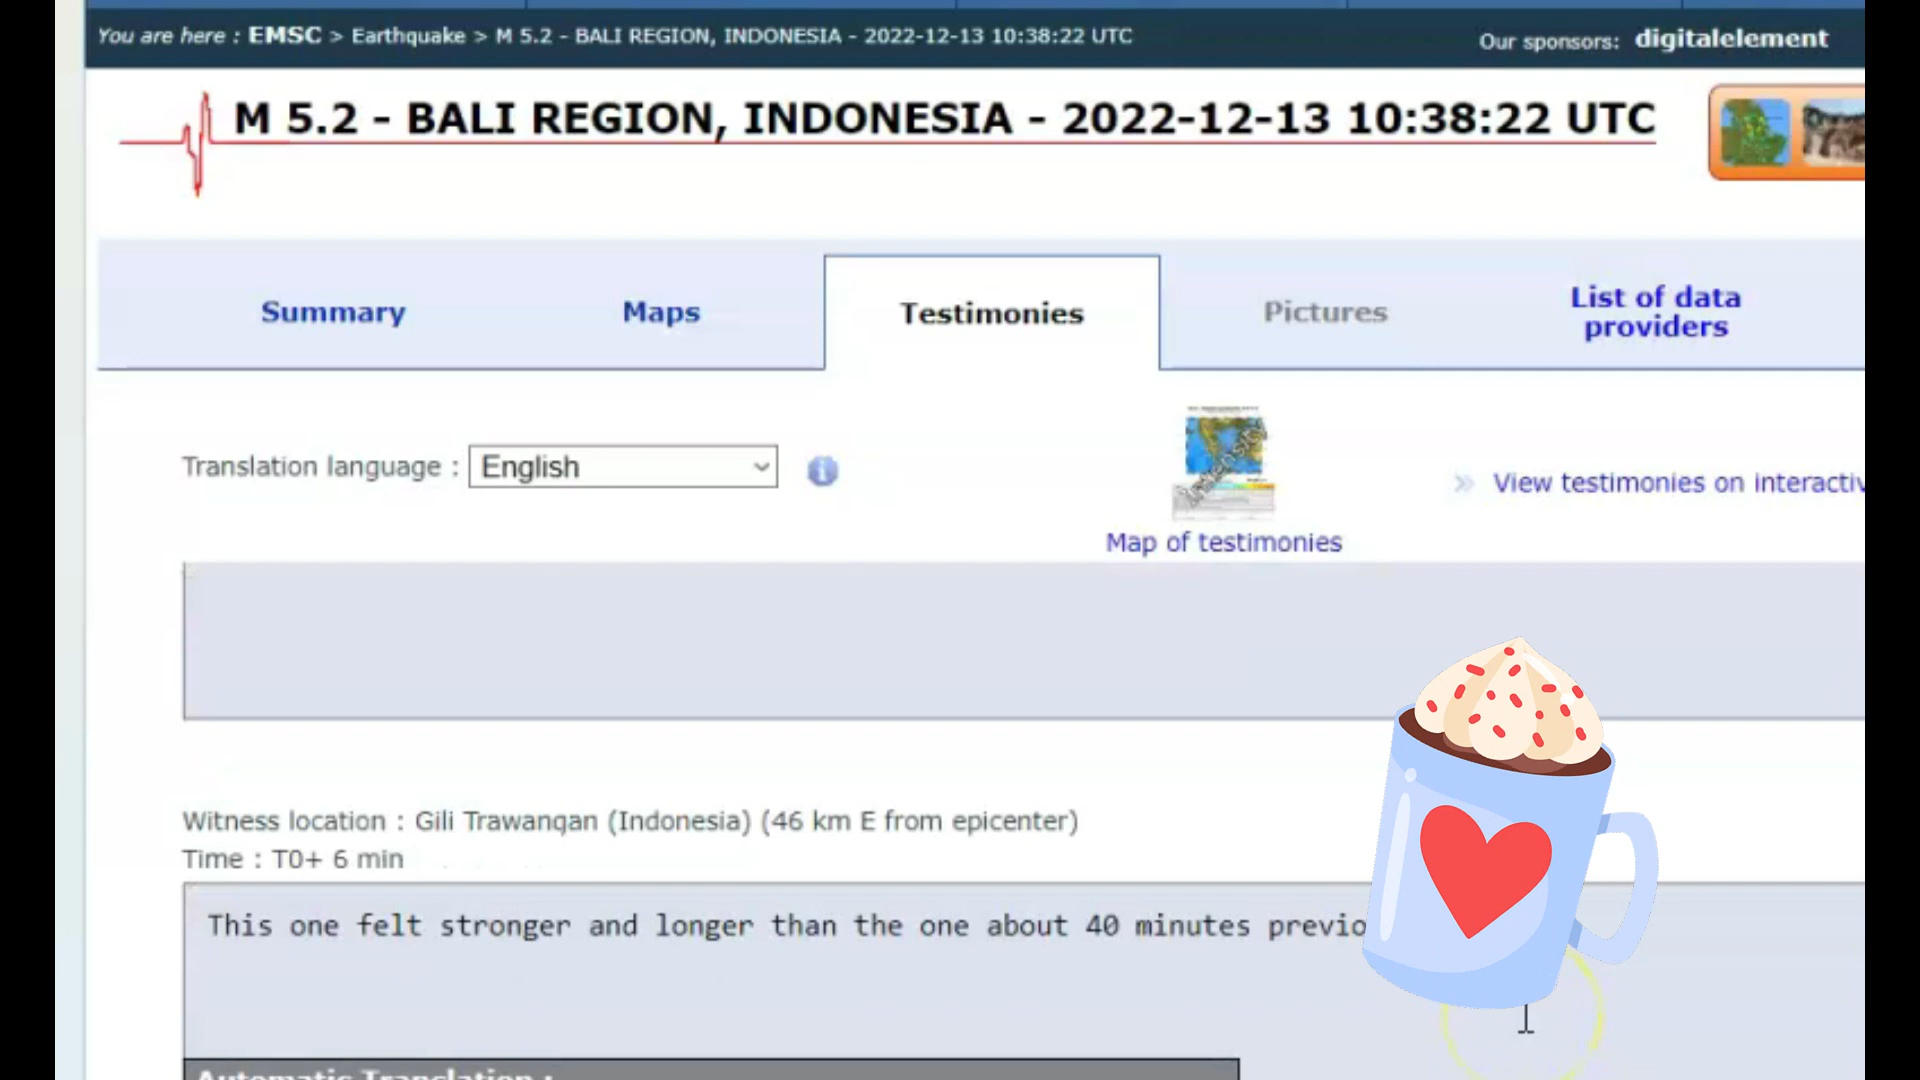 You are here : EMSC > Earthquake > M 5.2 - BALI REGION, INDONESIA - 2022-12-13 10:38:22 UTC
Our sponsors: digitalelement
M 5.2 - BALI REGION, INDONESIA - 2022-12-13 10:38:22 UTC
Summary
Maps
Testimonies
Pictures
List of data
providers
Translation language :
English
Intensity
Map of testimonies
View testimonies on
Witness location : Gili Trawangan (Indonesia) (46 km E from epicenter)
Time : T0+ 6 min
This one felt stronger and longer than the one about 40 minutes
Automatic Translation :